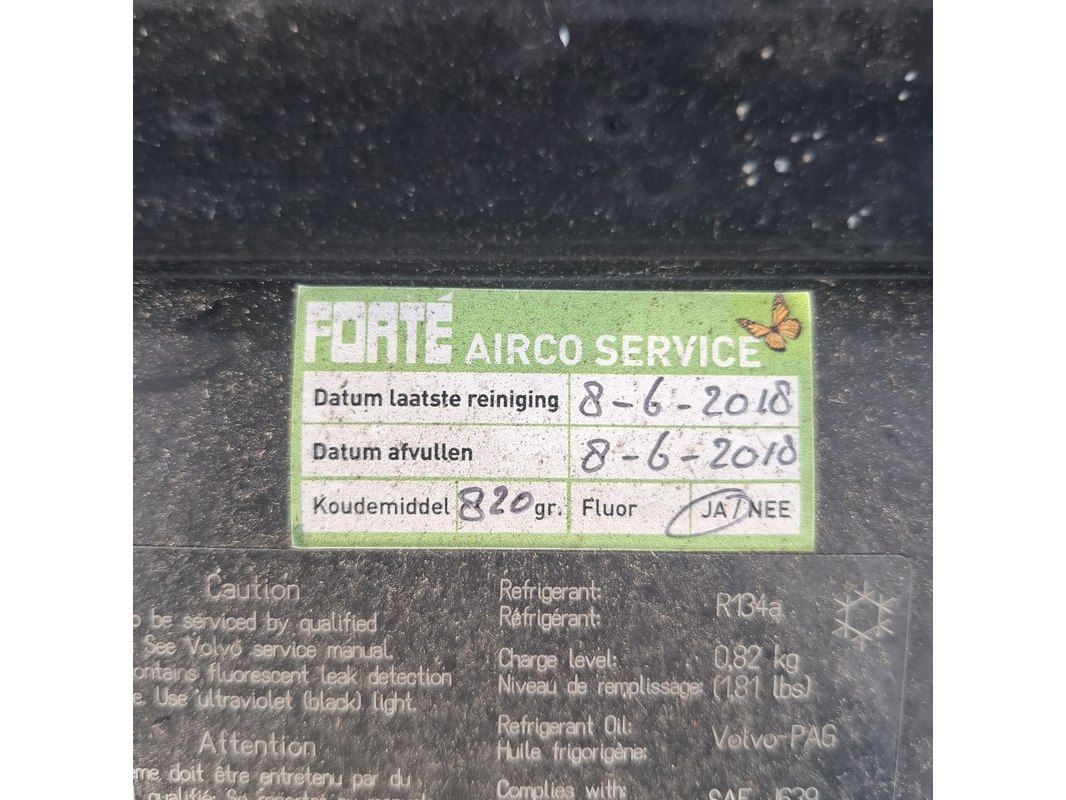 FORTÉ AIRCO SERVICE
Datum laatste reiniging 8-6-2018
Datum afvullen 8-6-2018
Koudemiddel 820 gr. Fluor JA/NEE
Caution
be serviced by qualified
See Volvo service manual.
fluorescent leak detection
Use ultraviolet (black) light.
Attention
doit être entretenu par du
Refrigerant:
Réfrigérant:
R134a
Charge level:
0,82 kg
Niveau de remplissage:
(1,81 lbs)
Refrigerant Oil:
Huile frigorigène:
Volvo-PAG
Complies with:
SAE J639